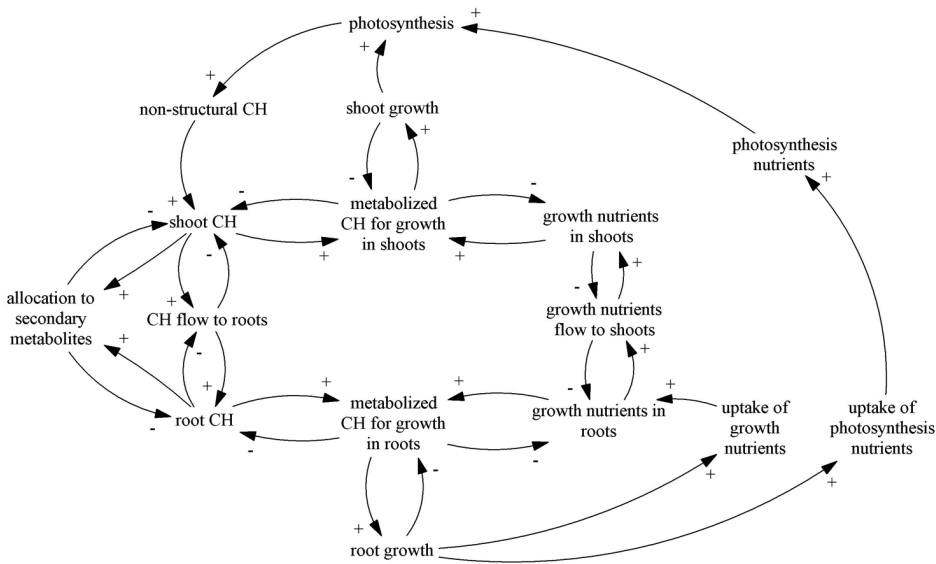 photosynthesis
non-structural CH
shoot growth
photosynthesis
nutrients
shoot CH
metabolized
CH for growth
in shoots
growth nutrients
in shoots
allocation to
secondary
metabolites
CH flow to roots
growth nutrients
flow to shoots
root CH
metabolized
CH for growth
in roots
growth nutrients in
roots
uptake of
growth
nutrients
uptake of
photosynthesis
nutrients
root growth